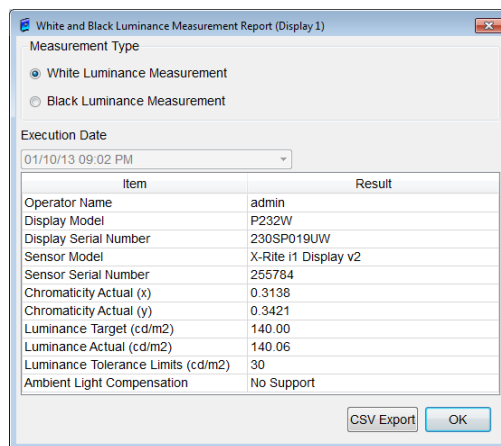 White and Black Luminance Measurement Report (Display 1)
Measurement Type
White Luminance Measurement
Black Luminance Measurement
Execution Date
01/10/13 09:02 PM
Item Result
Operator Name admin
Display Model P232W
Display Serial Number 230SP019UW
Sensor Model X-Rite i1 Display v2
Sensor Serial Number 255784
Chromaticity Actual (x) 0.3138
Chromaticity Actual (y) 0.3421
Luminance Target (cd/m2) 140.00
Luminance Actual (cd/m2) 140.06
Luminance Tolerance Limits (cd/m2) 30
Ambient Light Compensation No Support
CSV Export OK